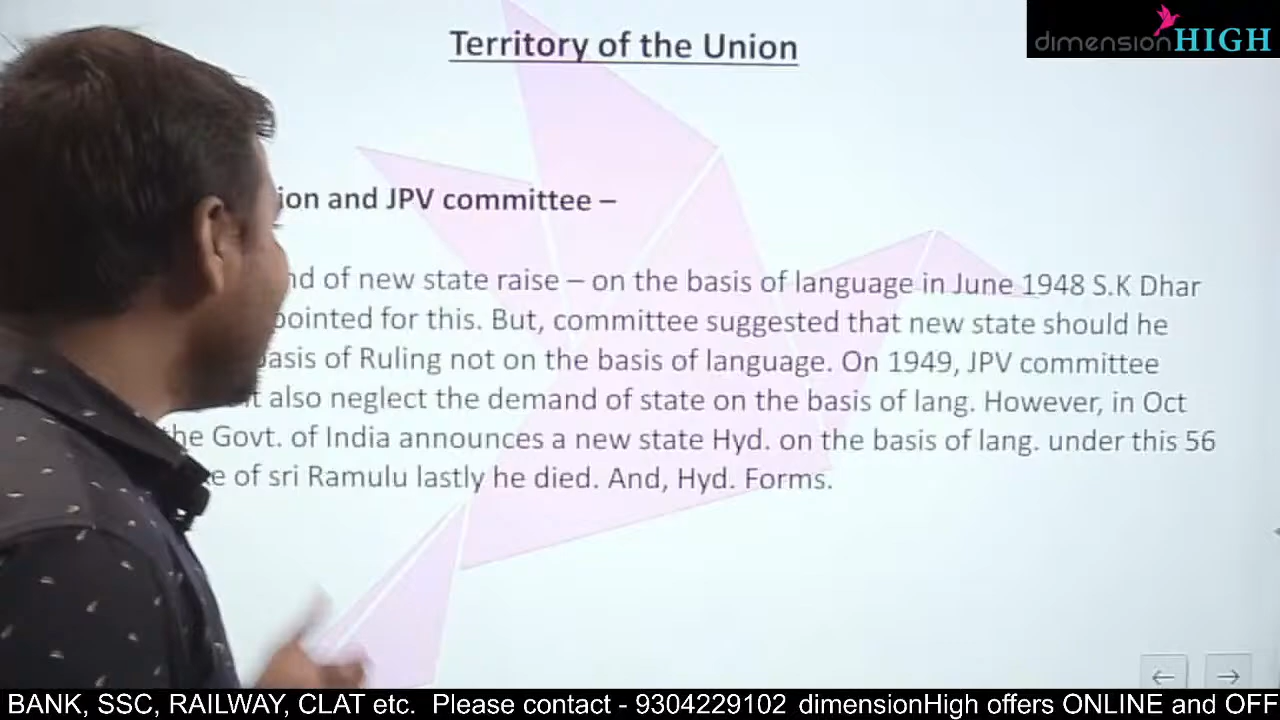 Territory of the Union
dimensionHIGH
ion and JPV committee –
nd of new state raise – on the basis of language in June 1948 S.K Dhar
pointed for this. But, committee suggested that new state should he
asis of Ruling not on the basis of language. On 1949, JPV committee
it also neglect the demand of state on the basis of lang. However, in Oct
the Govt. of India announces a new state Hyd. on the basis of lang. under this 56
e of sri Ramulu lastly he died. And, Hyd. Forms.
BANK, SSC, RAILWAY, CLAT etc. Please contact - 9304229102 dimensionHigh offers ONLINE and OFF